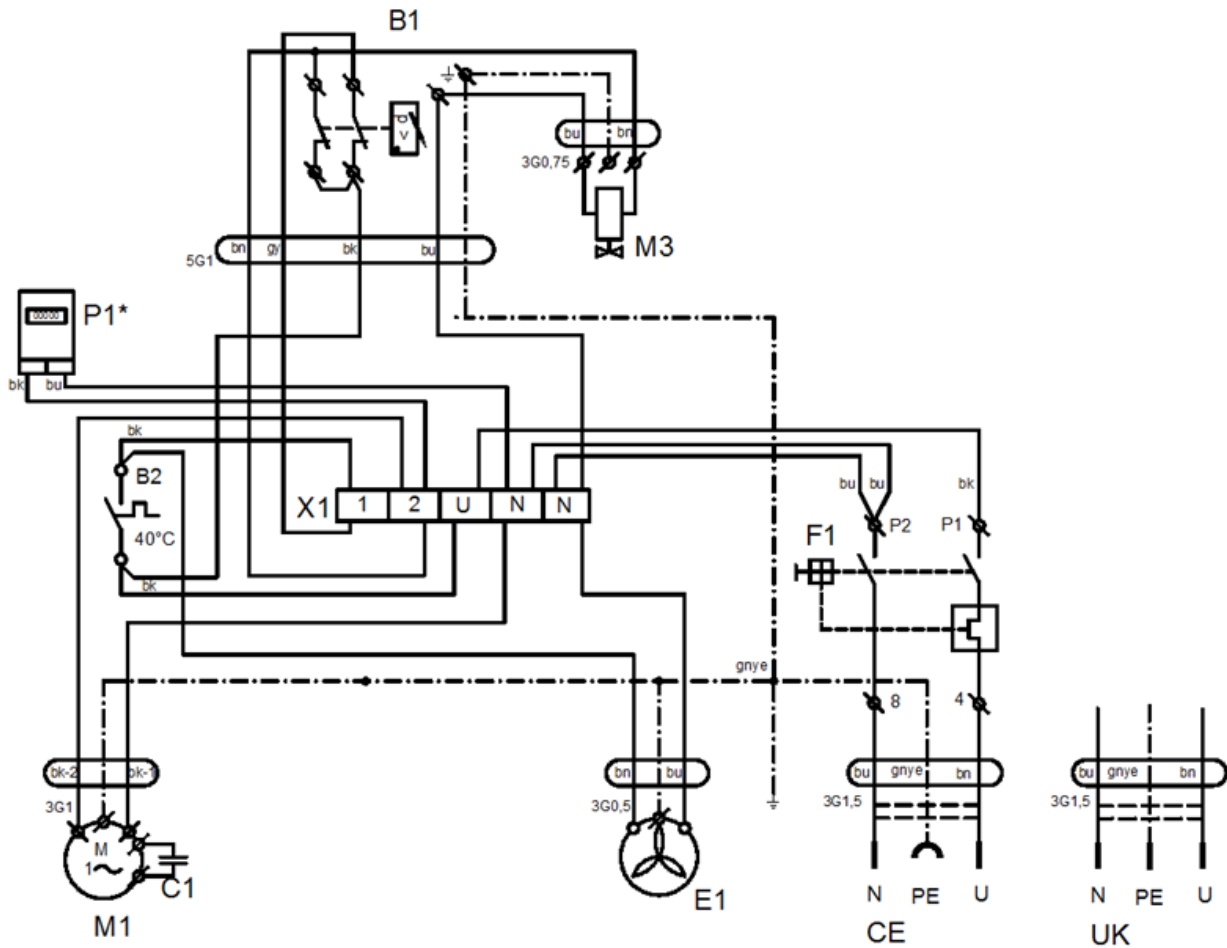 B1
p
>
bu bn
3G0,75
M3
bn gy bk bu
5G1
P1*
00000
bk bu
bk
B2
40°C
bk
X1 1 2 U N N
bu bu bk
P2 P1
F1
gnye
8 4
bk-2 bk-1
3G1
M
1
C1
M1
bn bu
3G0,5
E1
bu gnye bn
3G1,5
N PE U
CE
bu gnye bn
3G1,5
N PE U
UK